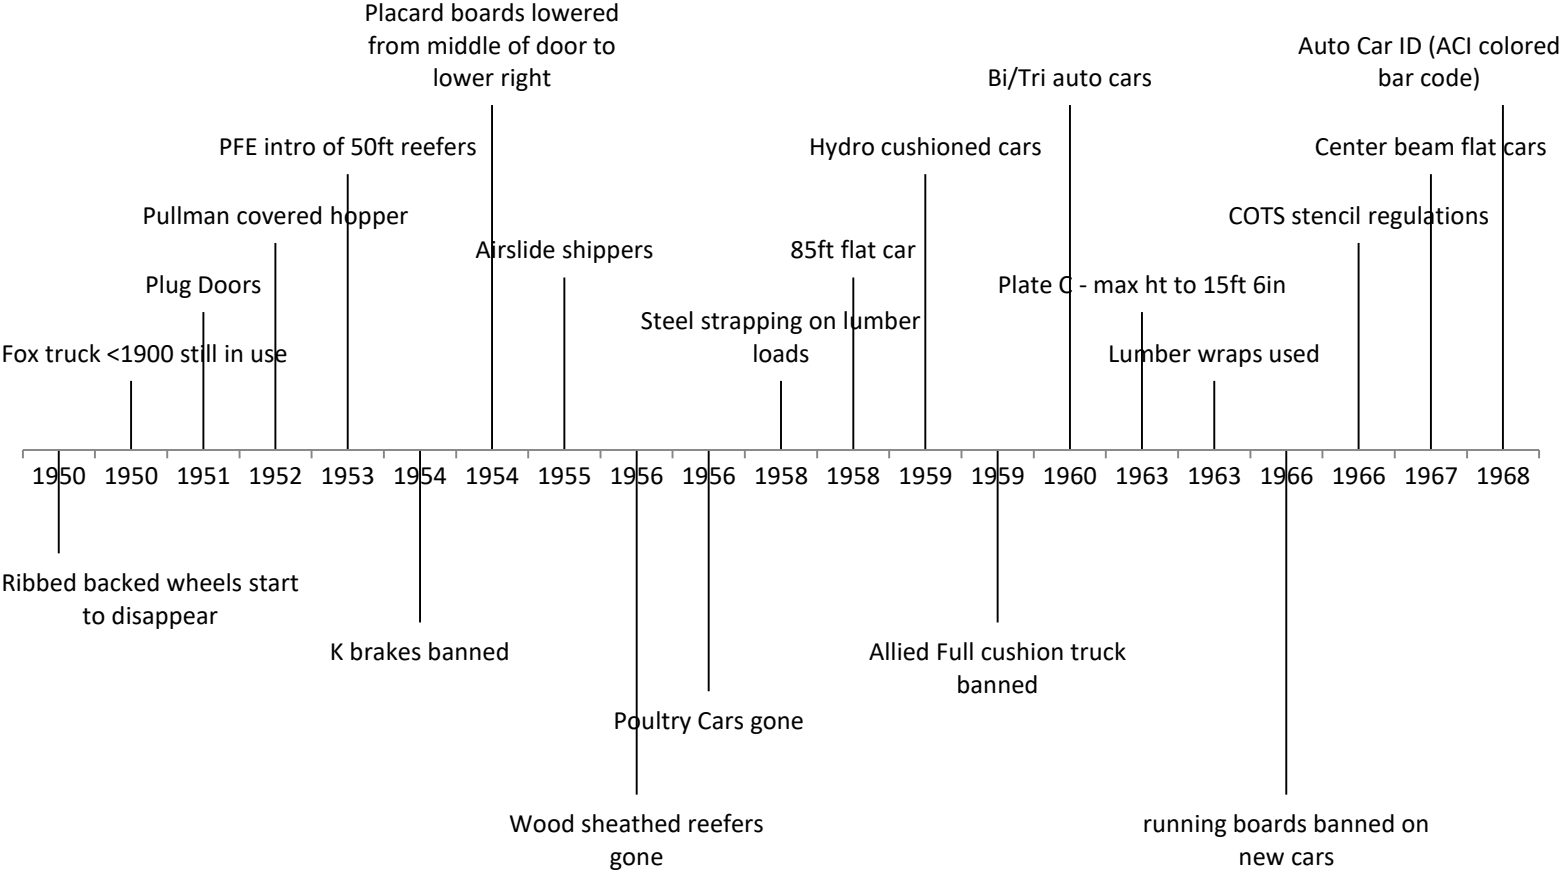 Placard boards lowered
from middle of door to
lower right
Auto Car ID (ACI colored
bar code)
Bi/Tri auto cars
PFE intro of 50ft reefers
Hydro cushioned cars
Center beam flat cars
Pullman covered hopper
COTS stencil regulations
Airslide shippers
85ft flat car
Plug Doors
Plate C - max ht to 15ft 6in
Steel strapping on lumber
loads
Fox truck <1900 still in use
Lumber wraps used
1950 1950 1951 1952 1953 1954 1954 1955 1956 1956 1958 1958 1959 1959 1960 1963 1963 1966 1966 1967 1968
Ribbed backed wheels start
to disappear
K brakes banned
Allied Full cushion truck
banned
Poultry Cars gone
Wood sheathed reefers
gone
running boards banned on
new cars